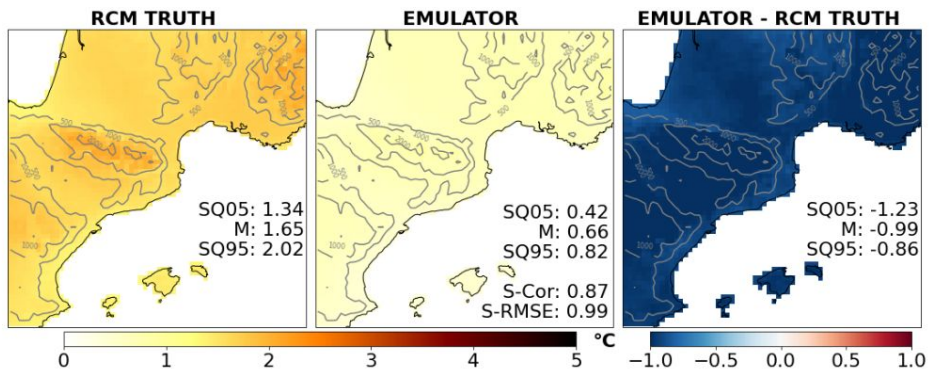 RCM TRUTH
EMULATOR
EMULATOR - RCM TRUTH
SQ05: 1.34
M: 1.65
SQ95: 2.02
SQ05: 0.42
M: 0.66
SQ95: 0.82
S-Cor: 0.87
S-RMSE: 0.99
SQ05: -1.23
M: -0.99
SQ95: -0.86
0 1 2 3 4 5 °C
−1.0 −0.5 0.0 0.5 1.0